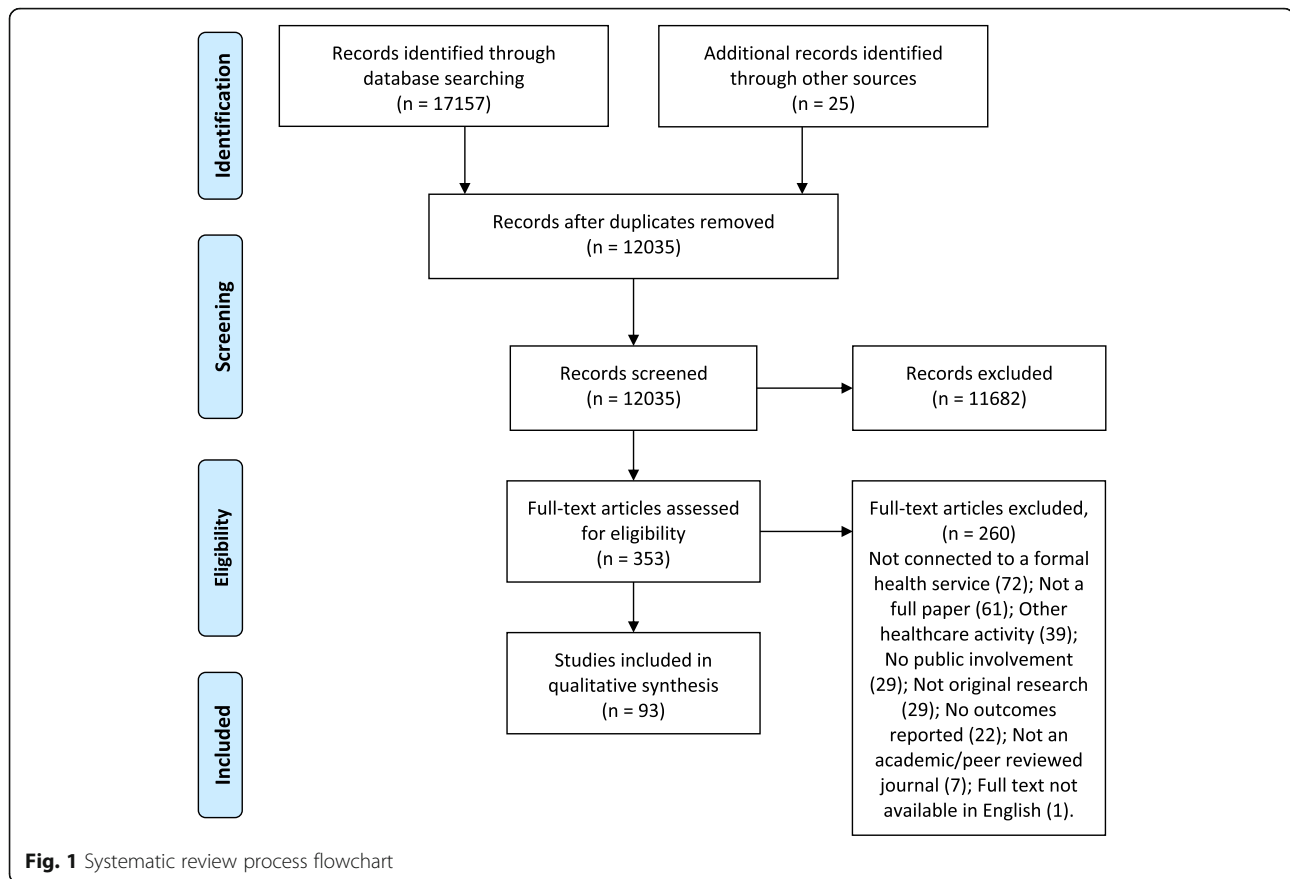 Identification
Records identified through
database searching
(n = 17157)
Additional records identified
through other sources
(n = 25)
Records after duplicates removed
(n = 12035)
Screening
Records screened
(n = 12035)
Records excluded
(n = 11682)
Eligibility
Full-text articles assessed
for eligibility
(n = 353)
Full-text articles excluded,
(n = 260)
Not connected to a formal
health service (72); Not a
full paper (61); Other
healthcare activity (39);
No public involvement
(29); Not original research
(29); No outcomes
reported (22); Not an
academic/peer reviewed
journal (7); Full text not
available in English (1).
Included
Studies included in
qualitative synthesis
(n = 93)
Fig. 1 Systematic review process flowchart